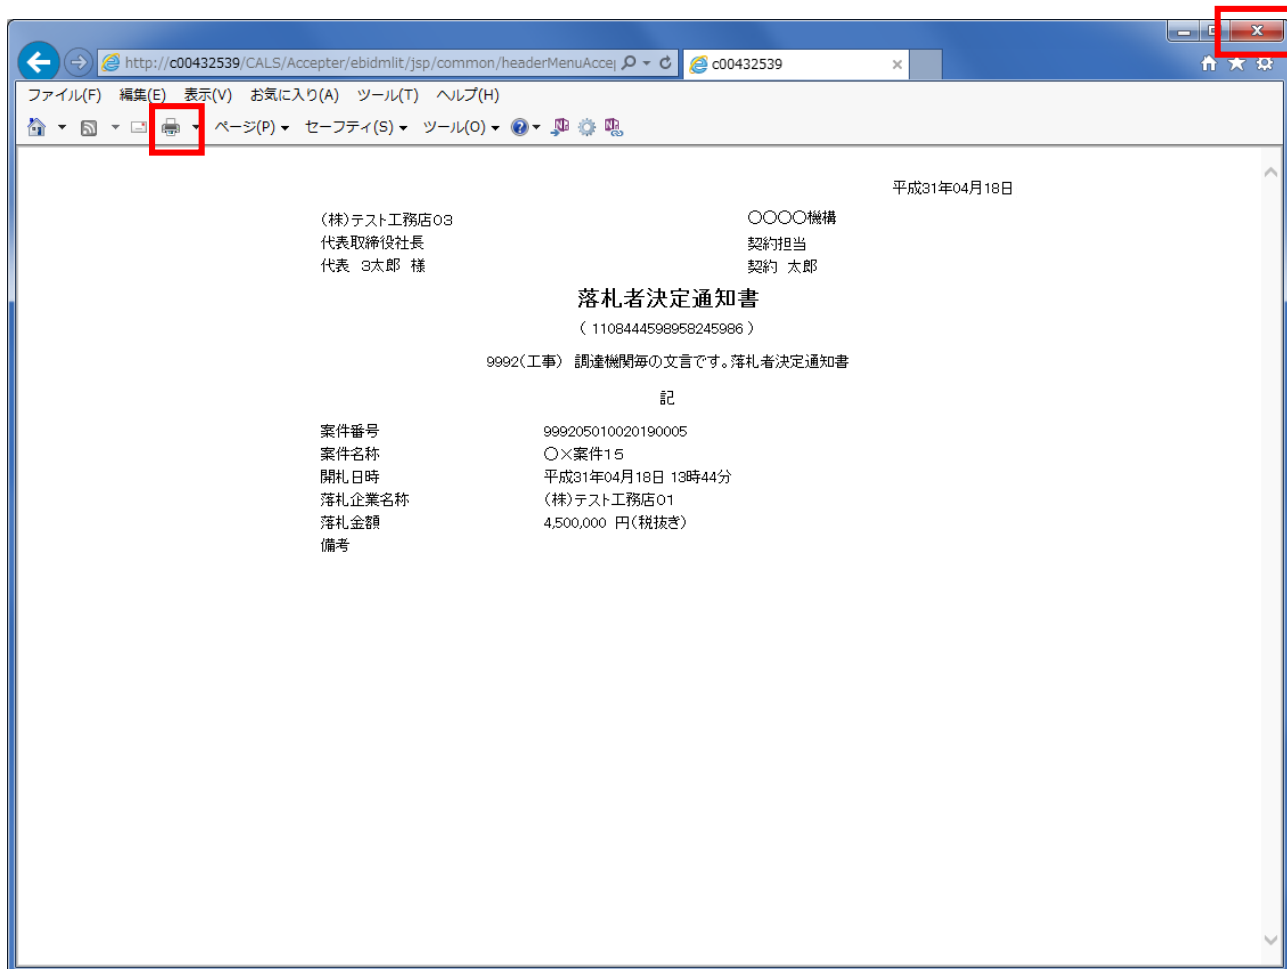 http://c00432539/CALS/Accepter/ebidmlit/jsp/common/headerMenuAcce
c00432539
ファイル(F) 編集(E) 表示(V) お気に入り(A) ツール(T) ヘルプ(H)
ページ(P) セーフティ(S) ツール(O)
平成31年04月18日
(株)テスト工務店03 〇〇〇〇機構
代表取締役社長 契約担当
代表 3太郎 様 契約 太郎
落札者決定通知書
( 1108444598958245986 )
9992(工事) 調達機関毎の文言です。落札者決定通知書
記
案件番号 999205010020190005
案件名称 〇×案件15
開札日時 平成31年04月18日 13時44分
落札企業名称 (株)テスト工務店01
落札金額 4,500,000 円(税抜き)
備考